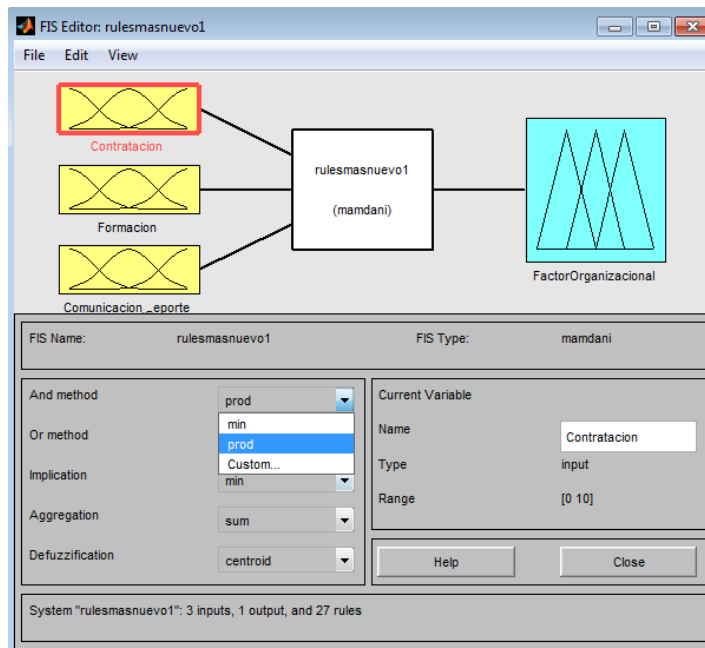 FIS Editor: rulesmasnuevo1
File Edit View
Contratacion
rulesmasnuevo1
(mamdani)
Formacion
FactorOrganizacional
Comunicacion _eporte
FIS Name: rulesmasnuevo1 FIS Type: mamdani
And method prod
min
prod
Custom...
Or method
Implication min
Aggregation sum
Defuzzification centroid
Current Variable
Name Contratacion
Type input
Range [0 10]
Help Close
System "rulesmasnuevo1": 3 inputs, 1 output, and 27 rules